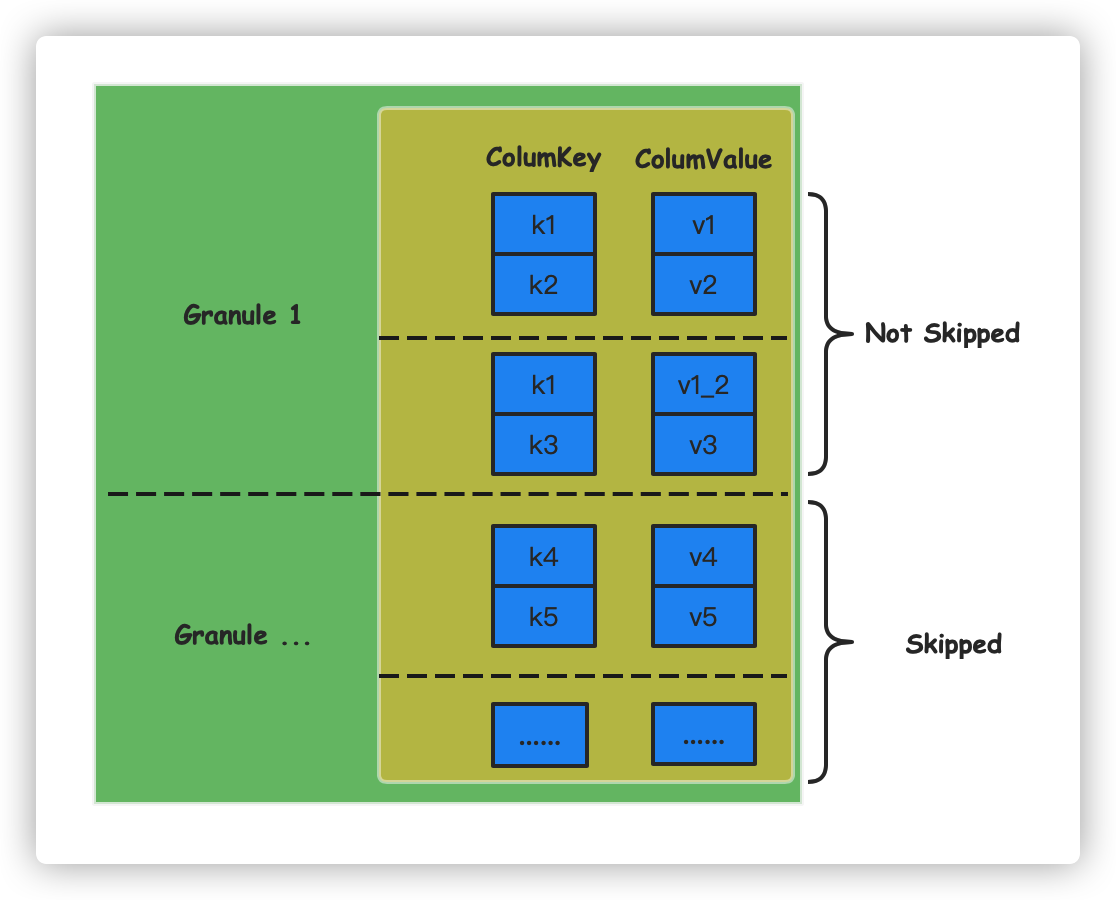 ColumKey ColumValue
k1 v1
k2 v2
Granule 1
Not Skipped
k1 v1_2
k3 v3
k4 v4
k5 v5
Granule ...
Skipped
...... ......